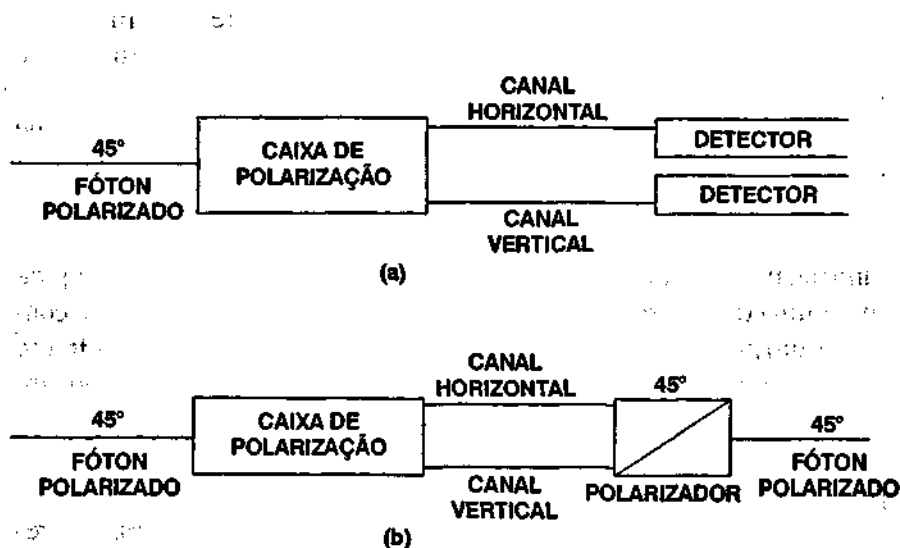 CANAL
HORIZONTAL
45°
CAIXA DE
POLARIZAÇÃO
DETECTOR
FÓTON
POLARIZADO
DETECTOR
CANAL
VERTICAL
(a)
CANAL
HORIZONTAL
45°
45°
CAIXA DE
POLARIZAÇÃO
45°
FÓTON
POLARIZADO
CANAL
VERTICAL
POLARIZADOR
FÓTON
POLARIZADO
(b)